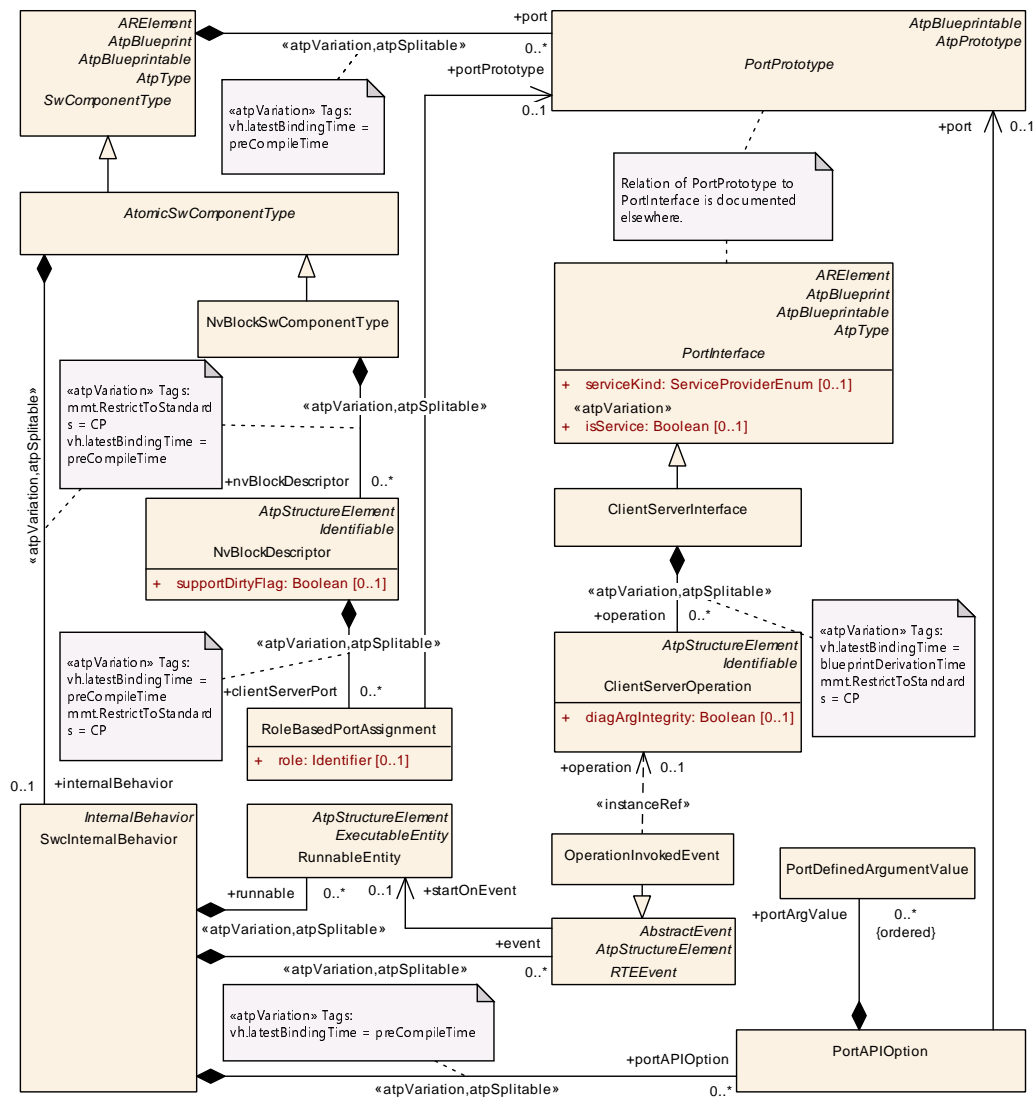 ARElement
AtpBlueprint
AtpBlueprintable
AtpType
SwComponentType
+port
«atpVariation,atpSplitable»
0..*
AtpBlueprintable
AtpPrototype
PortPrototype
+portPrototype
0..1
+port
0..1
«atpVariation» Tags:
vh.latestBindingTime =
preCompileTime
Relation of PortPrototype to
PortInterface is documented
elsewhere.
AtomicSwComponentType
NvBlockSwComponentType
ARElement
AtpBlueprint
AtpBlueprintable
AtpType
PortInterface
+ serviceKind: ServiceProviderEnum [0..1]
«atpVariation»
+ isService: Boolean [0..1]
«atpVariation» Tags:
mmt.RestrictToStandard
s = CP
vh.latestBindingTime =
preCompileTime
«atpVariation,atpSplitable»
«atpVariation,atpSplitable»
+nvBlockDescriptor
0..*
AtpStructureElement
Identifiable
NvBlockDescriptor
+ supportDirtyFlag: Boolean [0..1]
ClientServerInterface
«atpVariation,atpSplitable»
+operation
0..*
«atpVariation» Tags:
vh.latestBindingTime =
blueprintDerivationTime
mmt.RestrictToStandard
s = CP
AtpStructureElement
Identifiable
ClientServerOperation
+ diagArgIntegrity: Boolean [0..1]
«atpVariation,atpSplitable»
«atpVariation» Tags:
vh.latestBindingTime =
preCompileTime
mmt.RestrictToStandard
s = CP
+clientServerPort
0..*
RoleBasedPortAssignment
+ role: Identifier [0..1]
+operation
0..1
«instanceRef»
0..1
+internalBehavior
InternalBehavior
SwcInternalBehavior
AtpStructureElement
ExecutableEntity
RunnableEntity
OperationInvokedEvent
PortDefinedArgumentValue
+runnable
0..*
«atpVariation,atpSplitable»
0..1
+startOnEvent
+portArgValue
0..*
{ordered}
AbstractEvent
AtpStructureElement
RTEEvent
+event
«atpVariation,atpSplitable»
0..*
«atpVariation» Tags:
vh.latestBindingTime = preCompileTime
PortAPIOption
+portAPIOption
«atpVariation,atpSplitable»
0..*